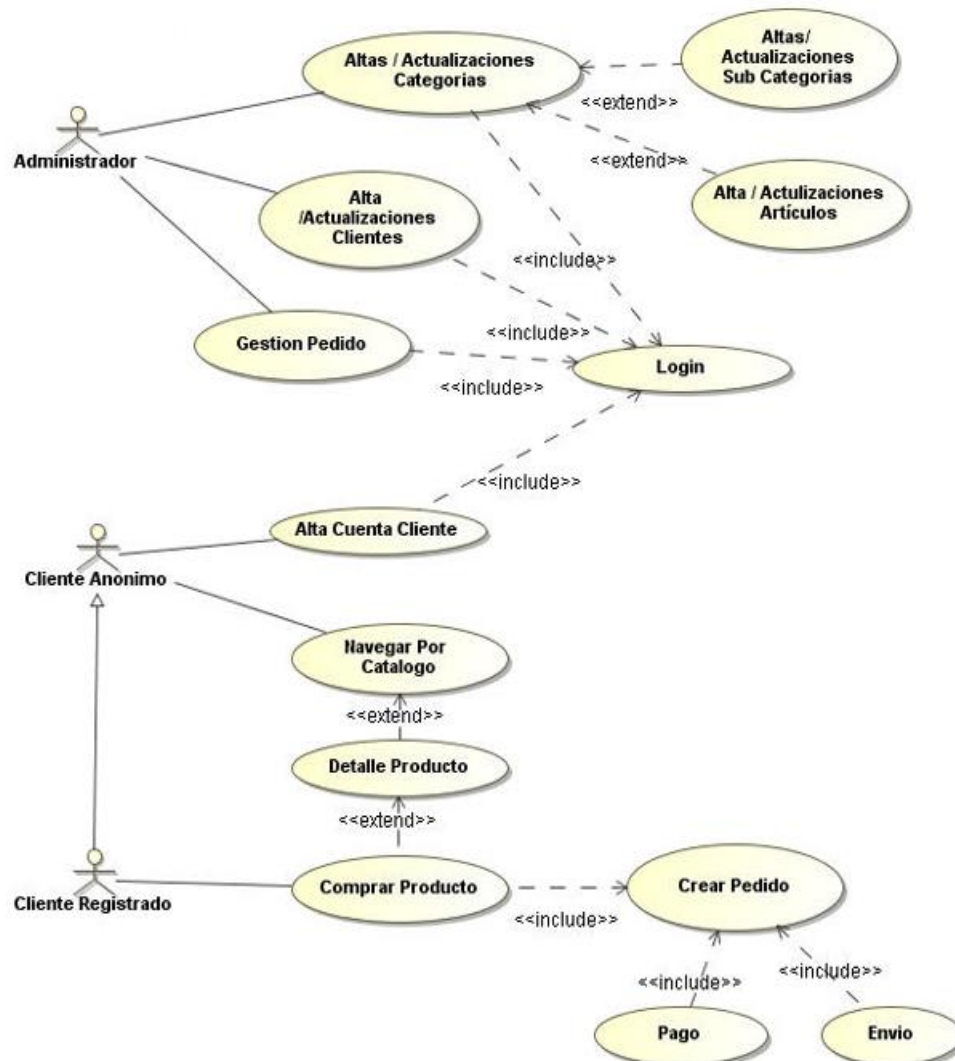 Altas / Actualizaciones
Categorias
Altas/
Actualizaciones
Sub Categorias
<<extend>>
<<extend>>
Administrador
Alta
/Actualizaciones
Clientes
Alta / Actulizaciones
Artículos
<<include>>
<<include>>
Gestion Pedido
<<include>>
Login
<<include>>
Alta Cuenta Cliente
Cliente Anonimo
Navegar Por
Catalogo
<<extend>>
Detalle Producto
<<extend>>
Cliente Registrado
Comprar Producto
<<include>>
Crear Pedido
<<include>>
<<include>>
Pago
Envio